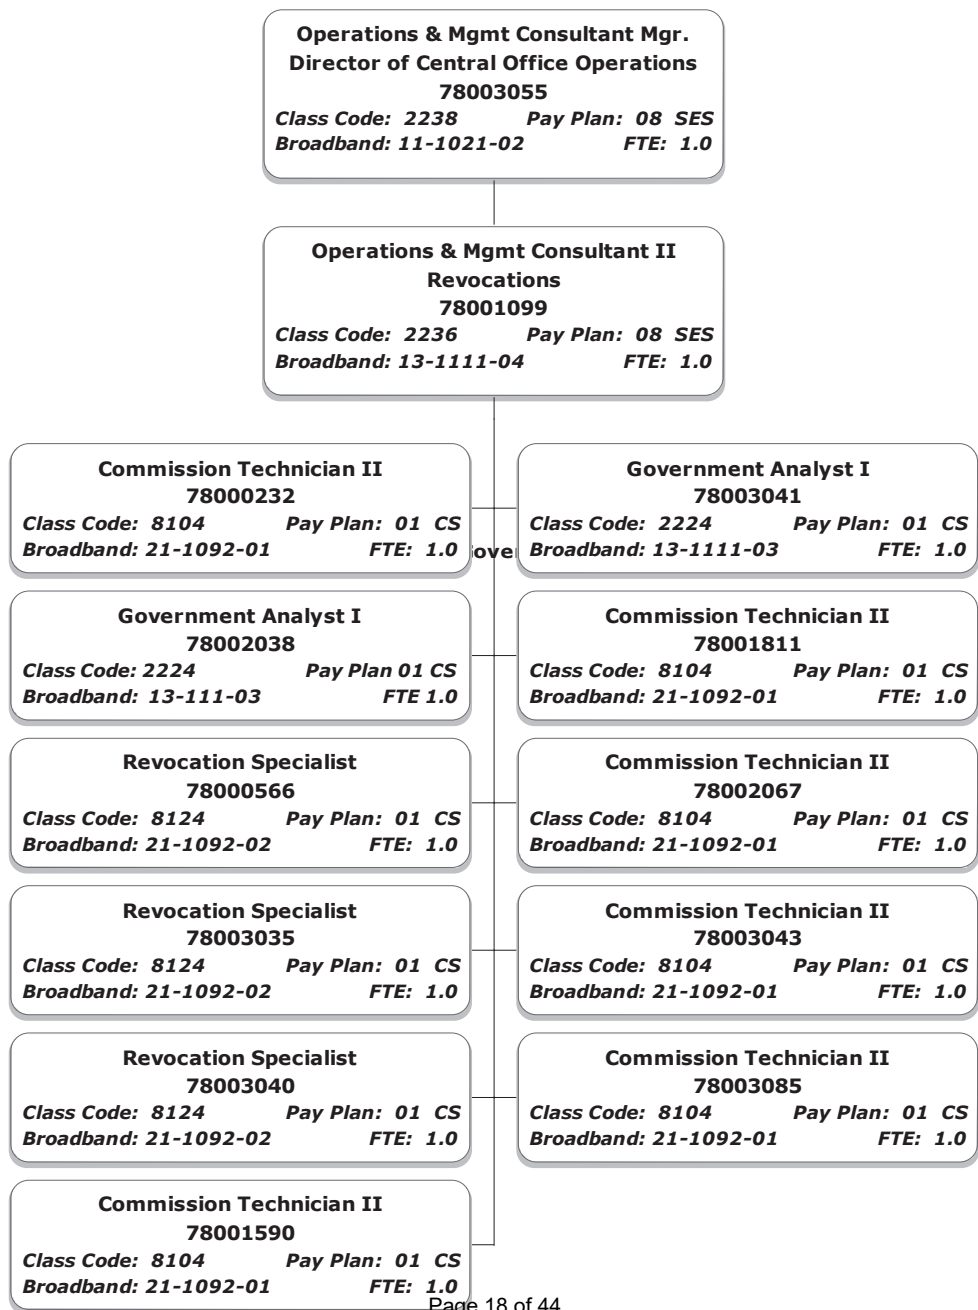 Operations & Mgmt Consultant Mgr.
Director of Central Office Operations
78003055
Class Code: 2238 Pay Plan: 08 SES
Broadband: 11-1021-02 FTE: 1.0
Operations & Mgmt Consultant II
Revocations
78001099
Class Code: 2236 Pay Plan: 08 SES
Broadband: 13-1111-04 FTE: 1.0
Commission Technician II
78000232
Class Code: 8104 Pay Plan: 01 CS
Broadband: 21-1092-01 FTE: 1.0
Government Analyst I
78003041
Class Code: 2224 Pay Plan: 01 CS
Broadband: 13-1111-03 FTE: 1.0
Government Analyst I
78002038
Class Code: 2224 Pay Plan 01 CS
Broadband: 13-111-03 FTE 1.0
Commission Technician II
78001811
Class Code: 8104 Pay Plan: 01 CS
Broadband: 21-1092-01 FTE: 1.0
Revocation Specialist
78000566
Class Code: 8124 Pay Plan: 01 CS
Broadband: 21-1092-02 FTE: 1.0
Commission Technician II
78002067
Class Code: 8104 Pay Plan: 01 CS
Broadband: 21-1092-01 FTE: 1.0
Revocation Specialist
78003035
Class Code: 8124 Pay Plan: 01 CS
Broadband: 21-1092-02 FTE: 1.0
Commission Technician II
78003043
Class Code: 8104 Pay Plan: 01 CS
Broadband: 21-1092-01 FTE: 1.0
Revocation Specialist
78003040
Class Code: 8124 Pay Plan: 01 CS
Broadband: 21-1092-02 FTE: 1.0
Commission Technician II
78003085
Class Code: 8104 Pay Plan: 01 CS
Broadband: 21-1092-01 FTE: 1.0
Commission Technician II
78001590
Class Code: 8104 Pay Plan: 01 CS
Broadband: 21-1092-01 FTE: 1.0
Page 18 of 44